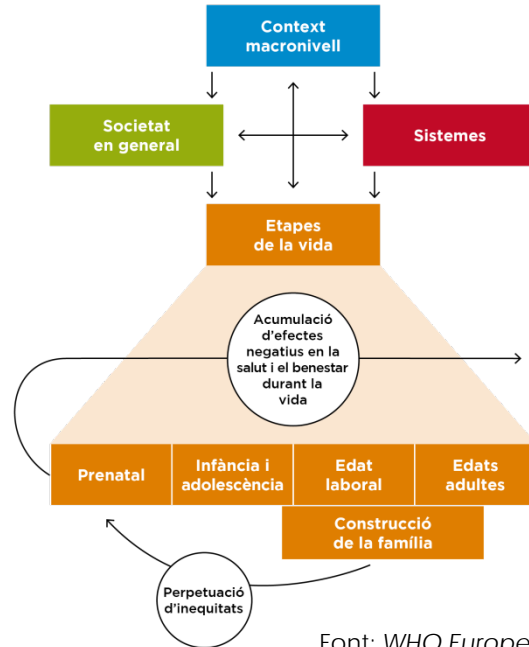 Context
macronivell
Societat
en general
Sistemes
Etapes
de la vida
Acumulació
d'efectes
negatius en la
salut i el benestar
durant la
vida
Prenatal
Infància i
adolescència
Edat
laboral
Edats
adultes
Construcció
de la família
Perpetuació
d'inequitats
Font: WHO Europe